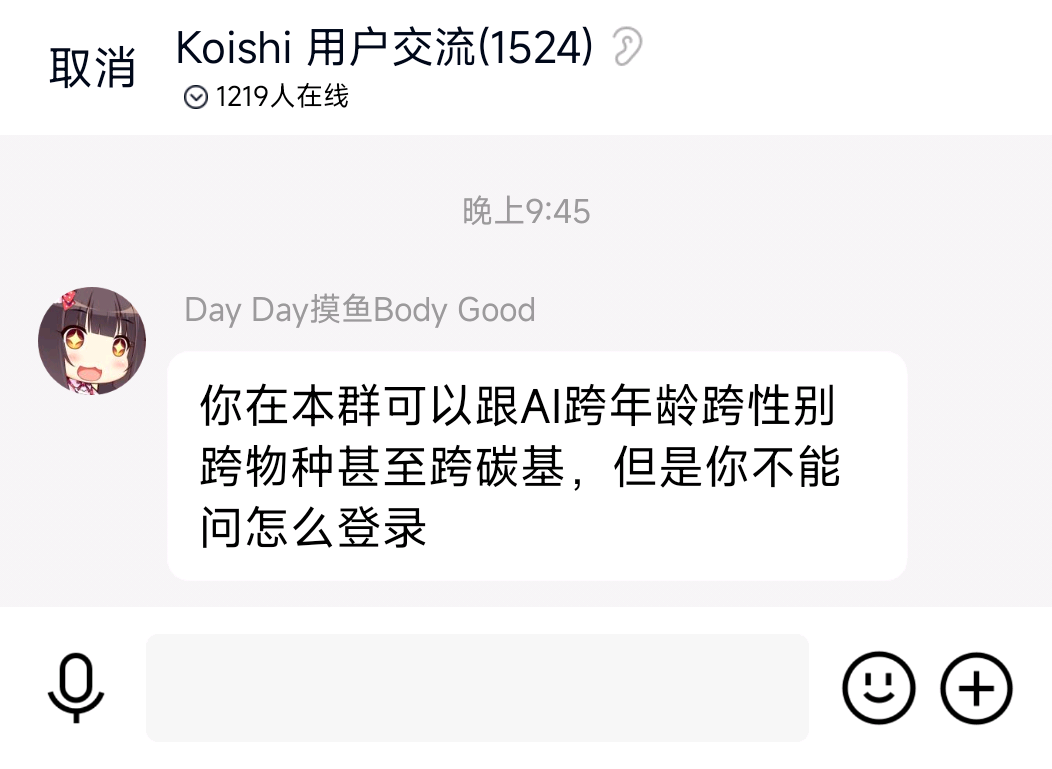 取消
Koishi 用户交流(1524)
1219人在线
晚上9:45
Day Day摸鱼Body Good
你在本群可以跟AI跨年龄跨性别
跨物种甚至跨碳基，但是你不能
问怎么登录